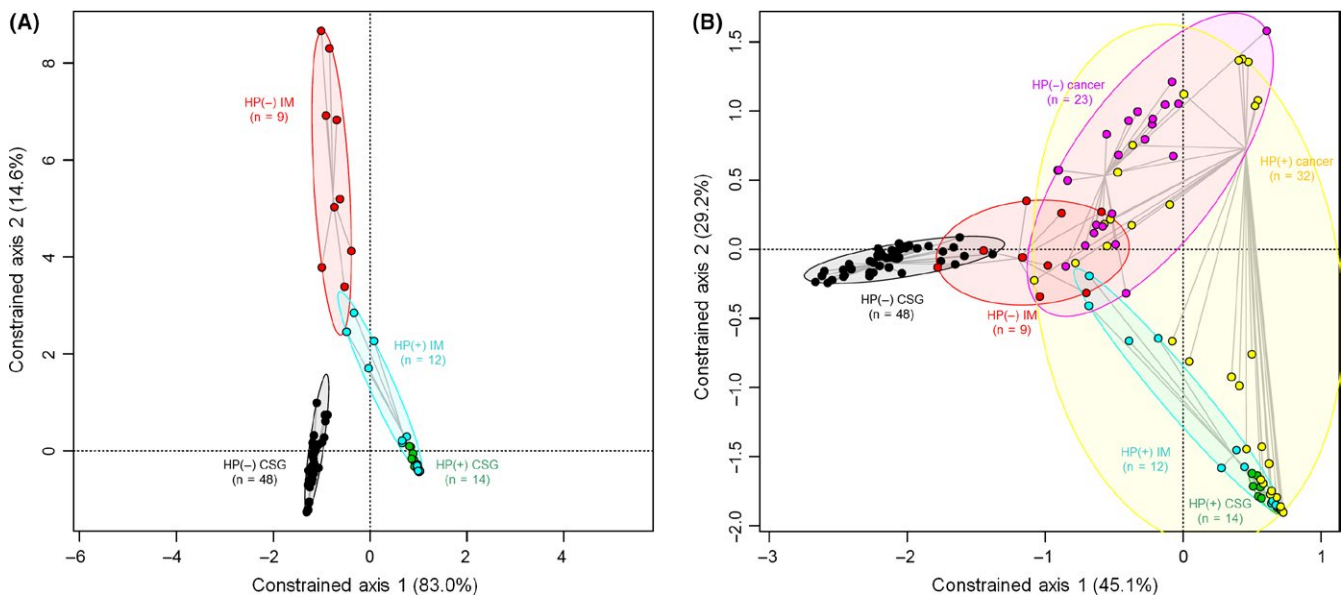 (A)
8
6
4
2
0
Constrained axis 2 (14.6%)
HP(−) IM
(n = 9)
HP(+) IM
(n = 12)
HP(−) CSG
(n = 48)
HP(+) CSG
(n = 14)
−6
−4
−2
0
2
4
Constrained axis 1 (83.0%)
(B)
1.5
1.0
0.5
0.0
−0.5
−1.0
−1.5
−2.0
Constrained axis 2 (29.2%)
HP(−) cancer
(n = 23)
HP(+) cancer
(n = 32)
HP(−) CSG
(n = 48)
HP(−) IM
(n = 9)
HP(+) IM
(n = 12)
HP(+) CSG
(n = 14)
−3
−2
−1
0
1
Constrained axis 1 (45.1%)